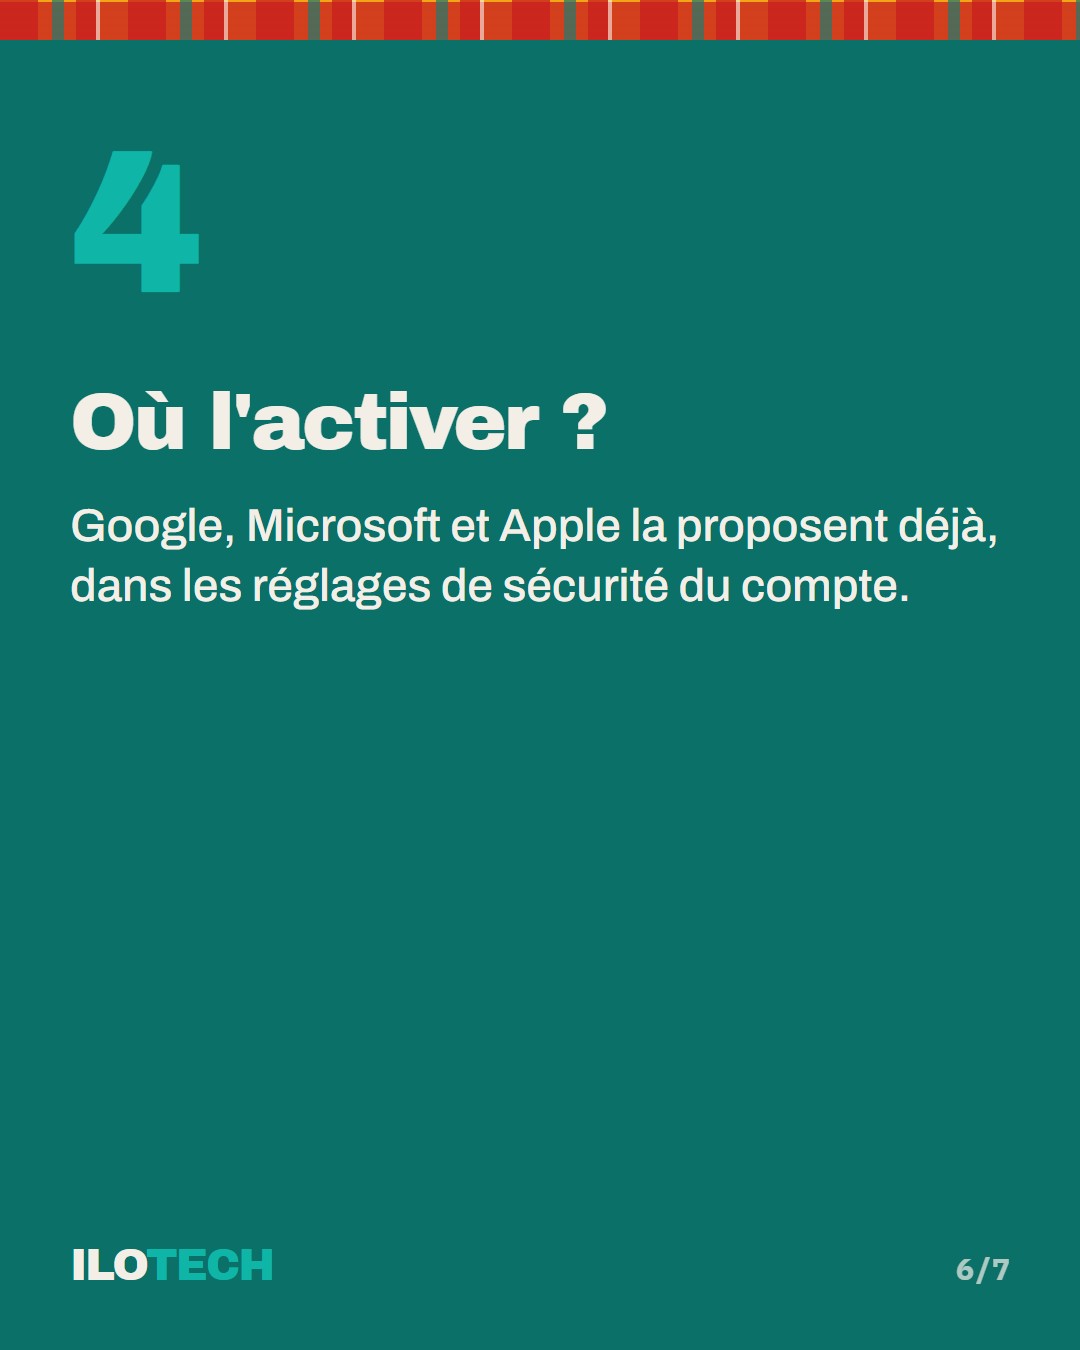 4
Où l'activer ?
Google, Microsoft et Apple la proposent déjà,
dans les réglages de sécurité du compte.
ILOTECH
6/7